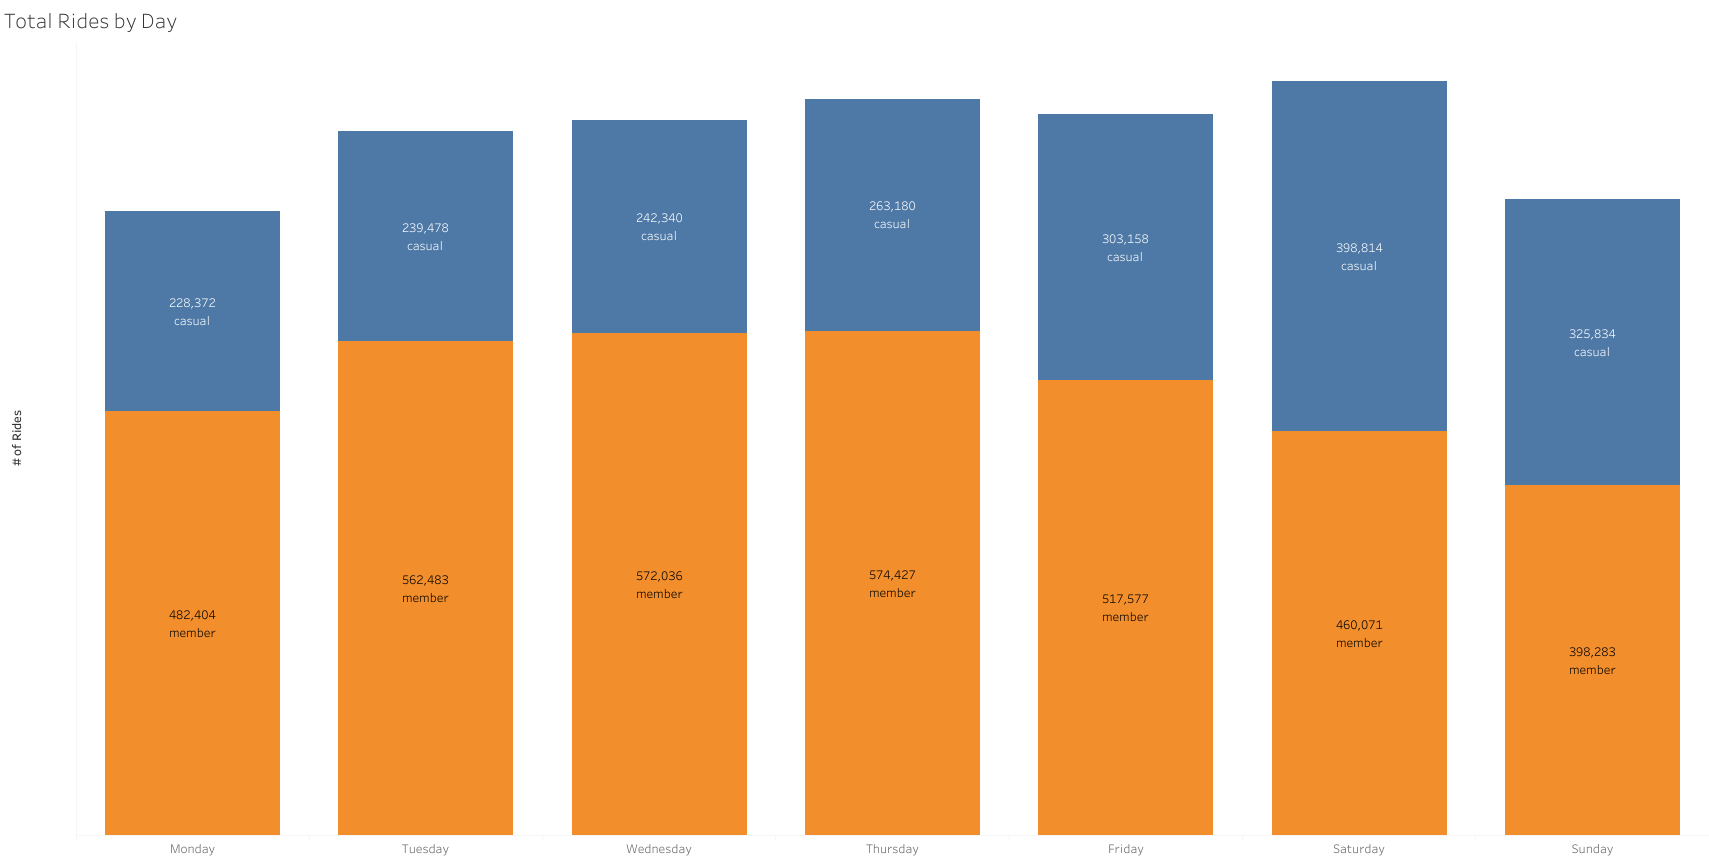 Total Rides by Day
# of Rides
228,372
casual
482,404
member
239,478
casual
562,483
member
242,340
casual
572,036
member
263,180
casual
574,427
member
303,158
casual
517,577
member
398,814
casual
460,071
member
325,834
casual
398,283
member
Monday
Tuesday
Wednesday
Thursday
Friday
Saturday
Sunday